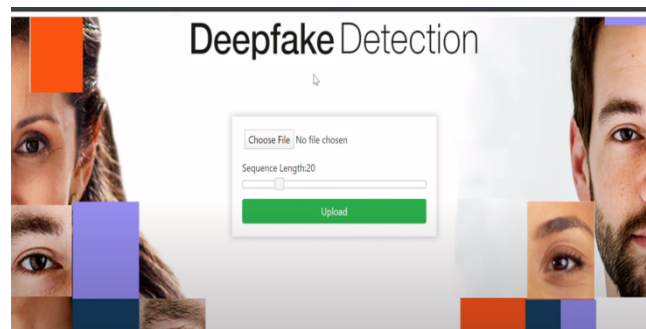 Deepfake Detection
Choose File No file chosen
Sequence Length:20
Upload